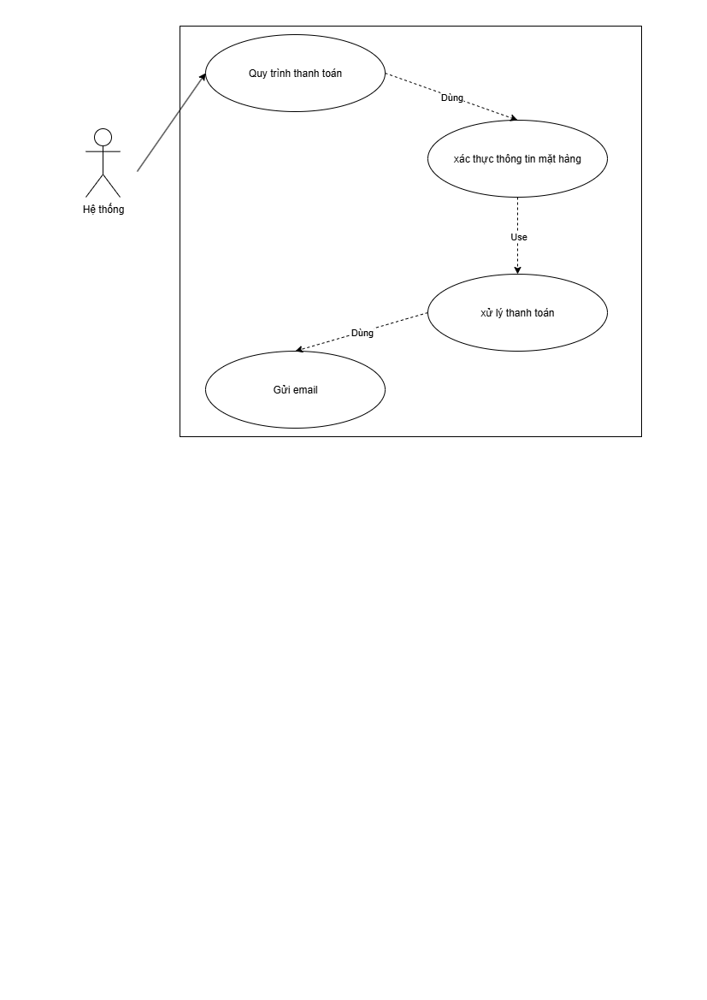 Quy trình thanh toán
Dùng
xác thực thông tin mặt hàng
Hệ thống
Use
xử lý thanh toán
Dùng
Gửi email